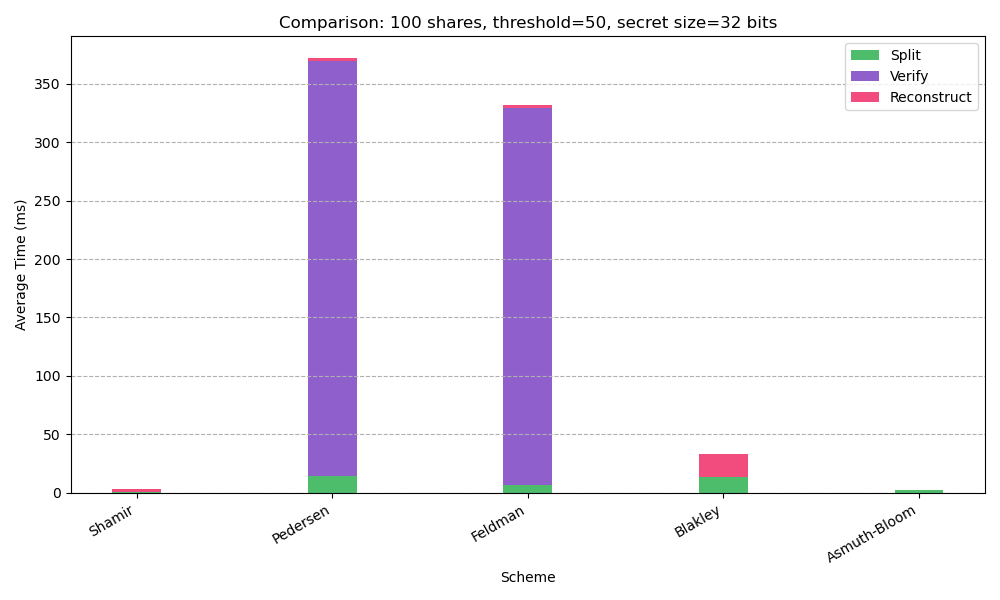 Comparison: 100 shares, threshold=50, secret size=32 bits
Split
Verify
Reconstruct
Average Time (ms)
350
300
250
200
150
100
50
0
Shamir
Pedersen
Feldman
Blakley
Asmuth-Bloom
Scheme